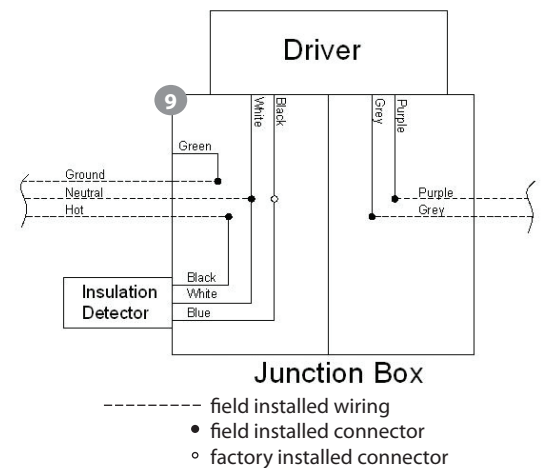 Driver
9
White
Black
Grey
Purple
Green
Ground
Neutral
Hot
Purple
Grey
Black
White
Blue
Insulation
Detector
Junction Box
field installed wiring
field installed connector
factory installed connector